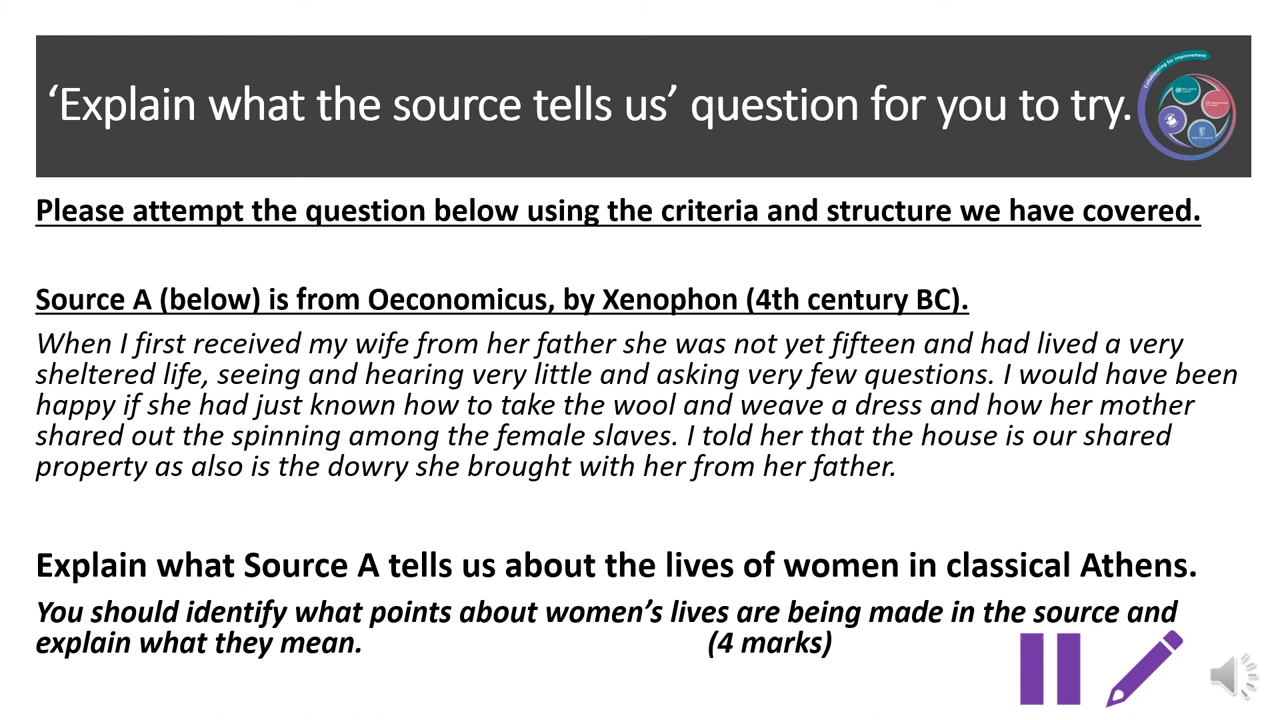 ‘Explain what the source tells us’ question for you to try.
Collaborating for Improvement
Please attempt the question below using the criteria and structure we have covered.
Source A (below) is from Oeconomicus, by Xenophon (4th century BC).
When I first received my wife from her father she was not yet fifteen and had lived a very
sheltered life, seeing and hearing very little and asking very few questions. I would have been
happy if she had just known how to take the wool and weave a dress and how her mother
shared out the spinning among the female slaves. I told her that the house is our shared
property as also is the dowry she brought with her from her father.
Explain what Source A tells us about the lives of women in classical Athens.
You should identify what points about women’s lives are being made in the source and
explain what they mean. (4 marks)